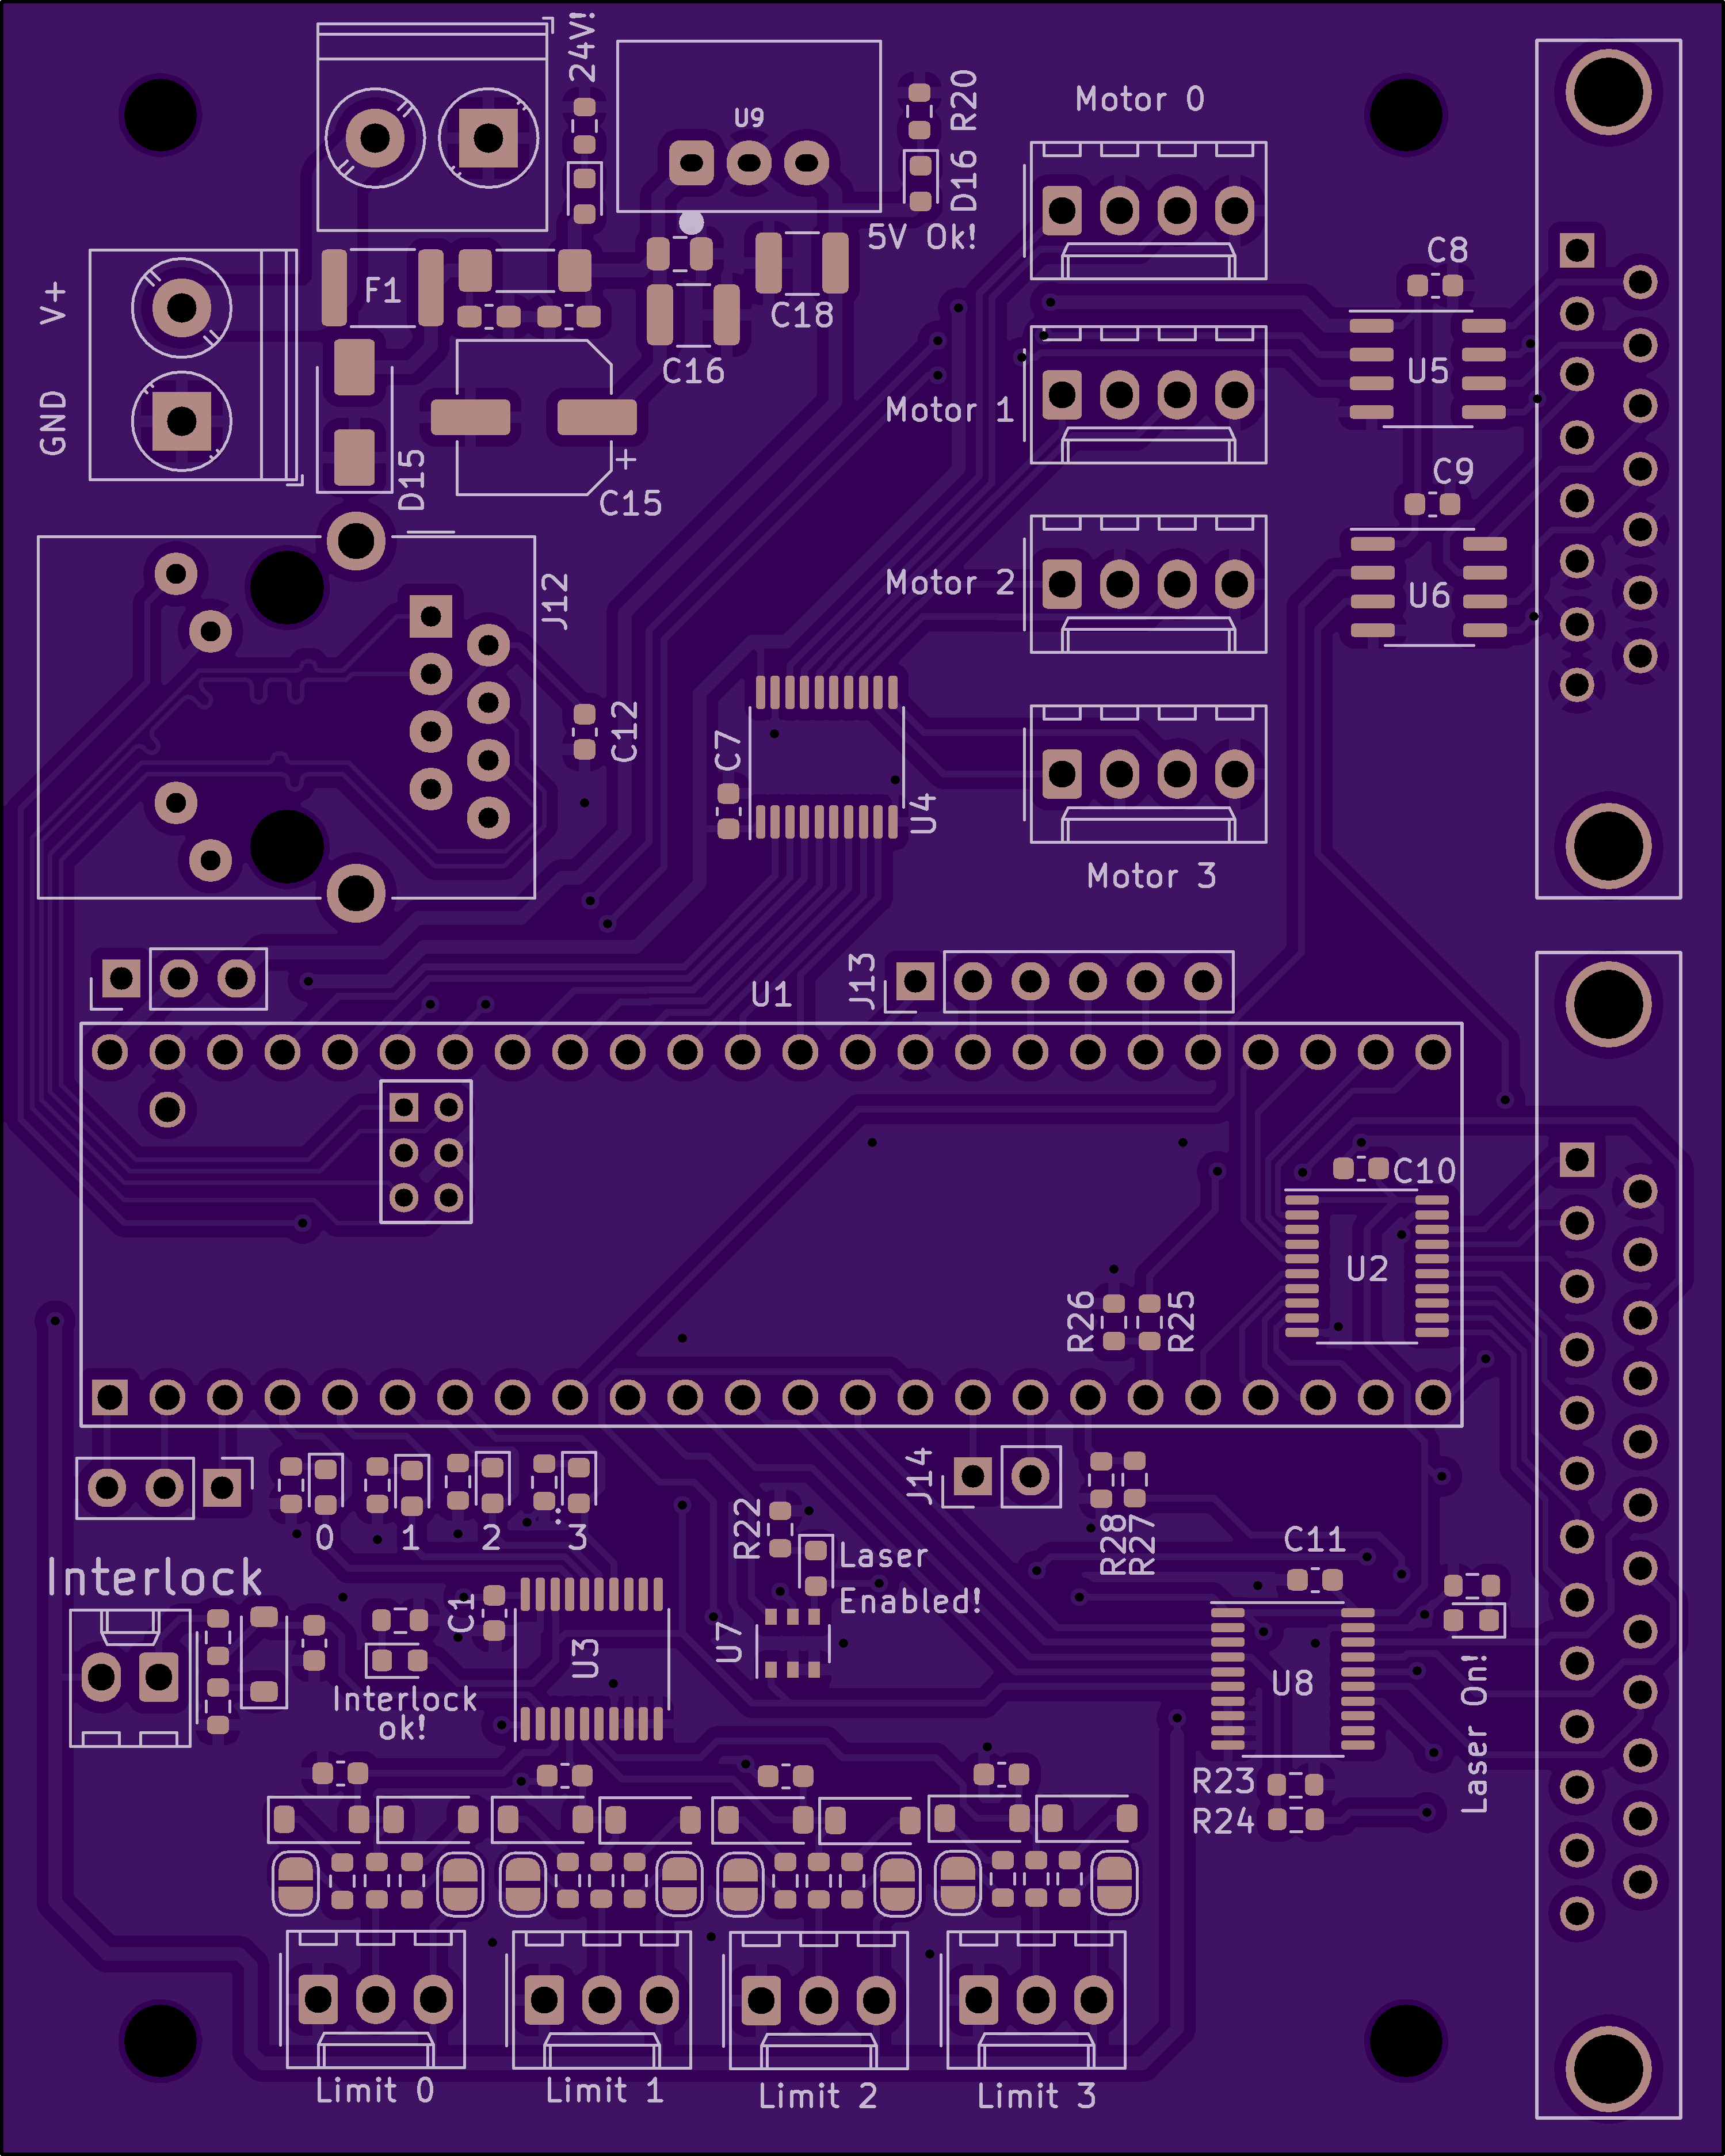 24V!
U9
R20
D16
5V Ok!
Motor 0
V+
GND
F1
C18
C16
C8
U5
Motor 1
D15
+
C15
C9
J12
Motor 2
U6
C12
C7
U4
Motor 3
U1
J13
C10
U2
R26
R25
0
1
2
3
J14
R22
R28
R27
C11
Laser
Enabled!
Interlock
C1
U3
U7
U8
Interlock
ok!
Laser On!
R23
R24
Limit 0
Limit 1
Limit 2
Limit 3